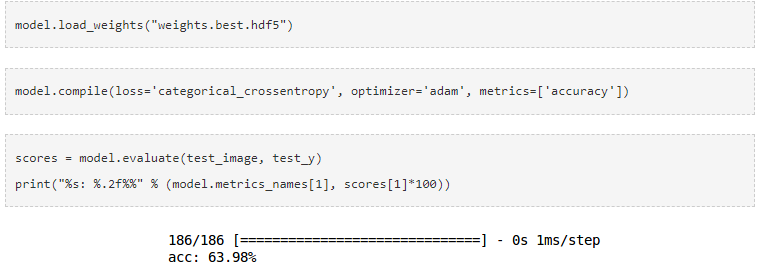 model.load_weights("weights.best.hdf5")
model.compile(loss='categorical_crossentropy', optimizer='adam', metrics=['accuracy'])
scores = model.evaluate(test_image, test_y)
print("%s: %.2f%%" % (model.metrics_names[1], scores[1]*100))
186/186 [==============================] - 0s 1ms/step
acc: 63.98%